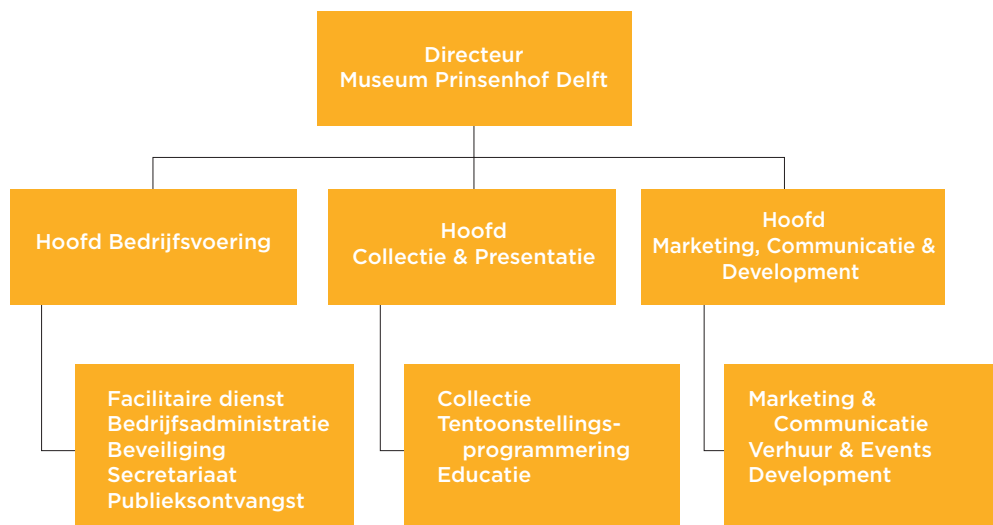 Directeur
Museum Prinsenhof Delft
Hoofd Bedrijfsvoering
Hoofd
Collectie & Presentatie
Hoofd
Marketing, Communicatie &
Development
Facilitaire dienst
Bedrijfsadministratie
Beveiliging
Secretariaat
Publieksontvangst
Collectie
Tentoonstellings-
programmering
Educatie
Marketing &
Communicatie
Verhuur & Events
Development